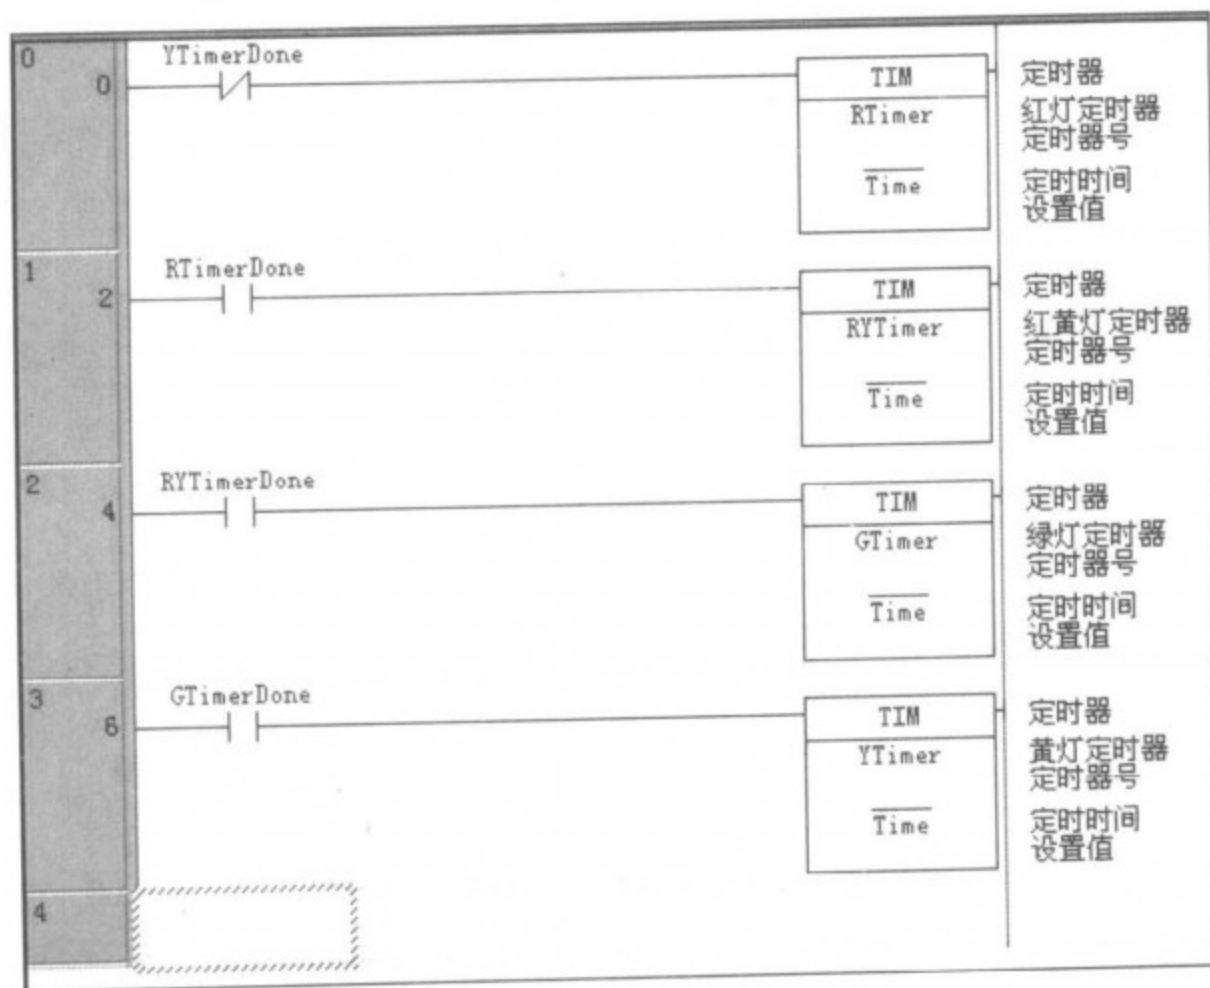 0
YTimerDone
0
TIM
定时器
RTimer
红灯定时器
定时器号
Time
定时时间
设置值
1
RTimerDone
2
TIM
定时器
RYTimer
红黄灯定时器
定时器号
Time
定时时间
设置值
2
RYTimerDone
4
TIM
定时器
GTimer
绿灯定时器
定时器号
Time
定时时间
设置值
3
GTimerDone
6
TIM
定时器
YTimer
黄灯定时器
定时器号
Time
定时时间
设置值
4